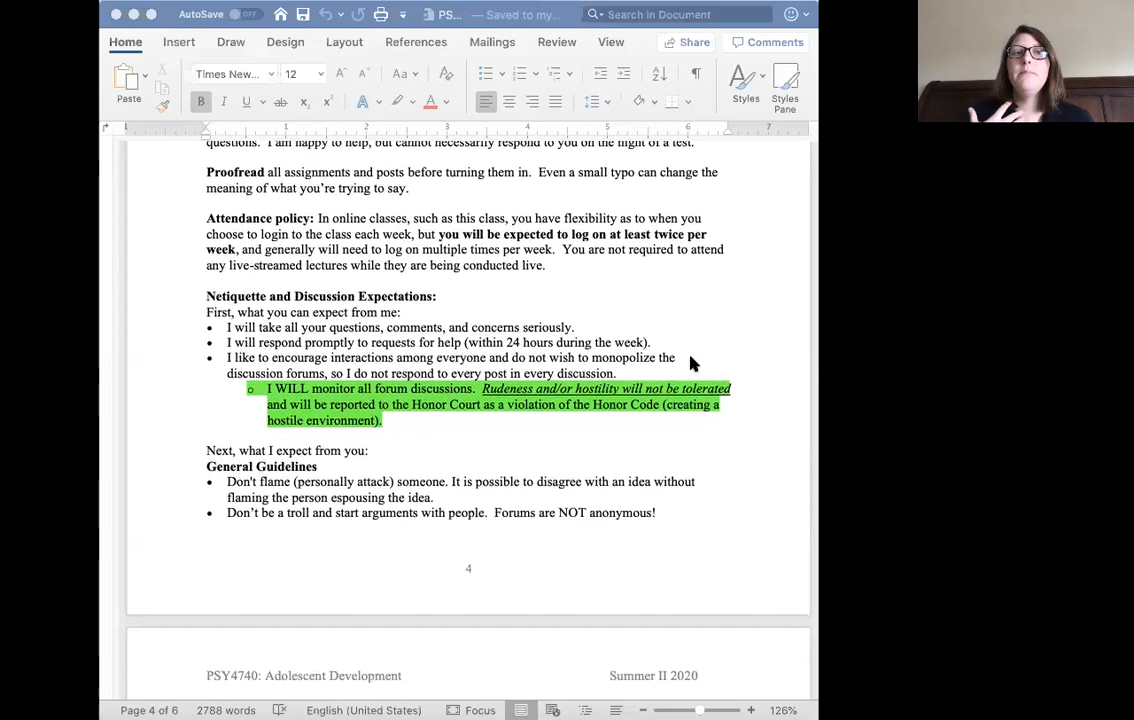 AutoSave OFF PS... — Saved to my... Search in Document
Home Insert Draw Design Layout References Mailings Review View Share Comments
Paste Times New... 12 Aa Styles Styles Pane
1 1 2 3 4 5 6 7
questions. I am happy to help, but cannot necessarily respond to you on the night of a test.
Proofread all assignments and posts before turning them in. Even a small typo can change the
meaning of what you're trying to say.
Attendance policy: In online classes, such as this class, you have flexibility as to when you
choose to login to the class each week, but you will be expected to log on at least twice per
week, and generally will need to log on multiple times per week. You are not required to attend
any live-streamed lectures while they are being conducted live.
Netiquette and Discussion Expectations:
First, what you can expect from me:
• I will take all your questions, comments, and concerns seriously.
• I will respond promptly to requests for help (within 24 hours during the week).
• I like to encourage interactions among everyone and do not wish to monopolize the
discussion forums, so I do not respond to every post in every discussion.
o I WILL monitor all forum discussions. Rudeness and/or hostility will not be tolerated
and will be reported to the Honor Court as a violation of the Honor Code (creating a
hostile environment).
Next, what I expect from you:
General Guidelines
• Don't flame (personally attack) someone. It is possible to disagree with an idea without
flaming the person espousing the idea.
• Don't be a troll and start arguments with people. Forums are NOT anonymous!
4
PSY4740: Adolescent Development Summer II 2020
Page 4 of 6 2788 words English (United States) Focus 126%